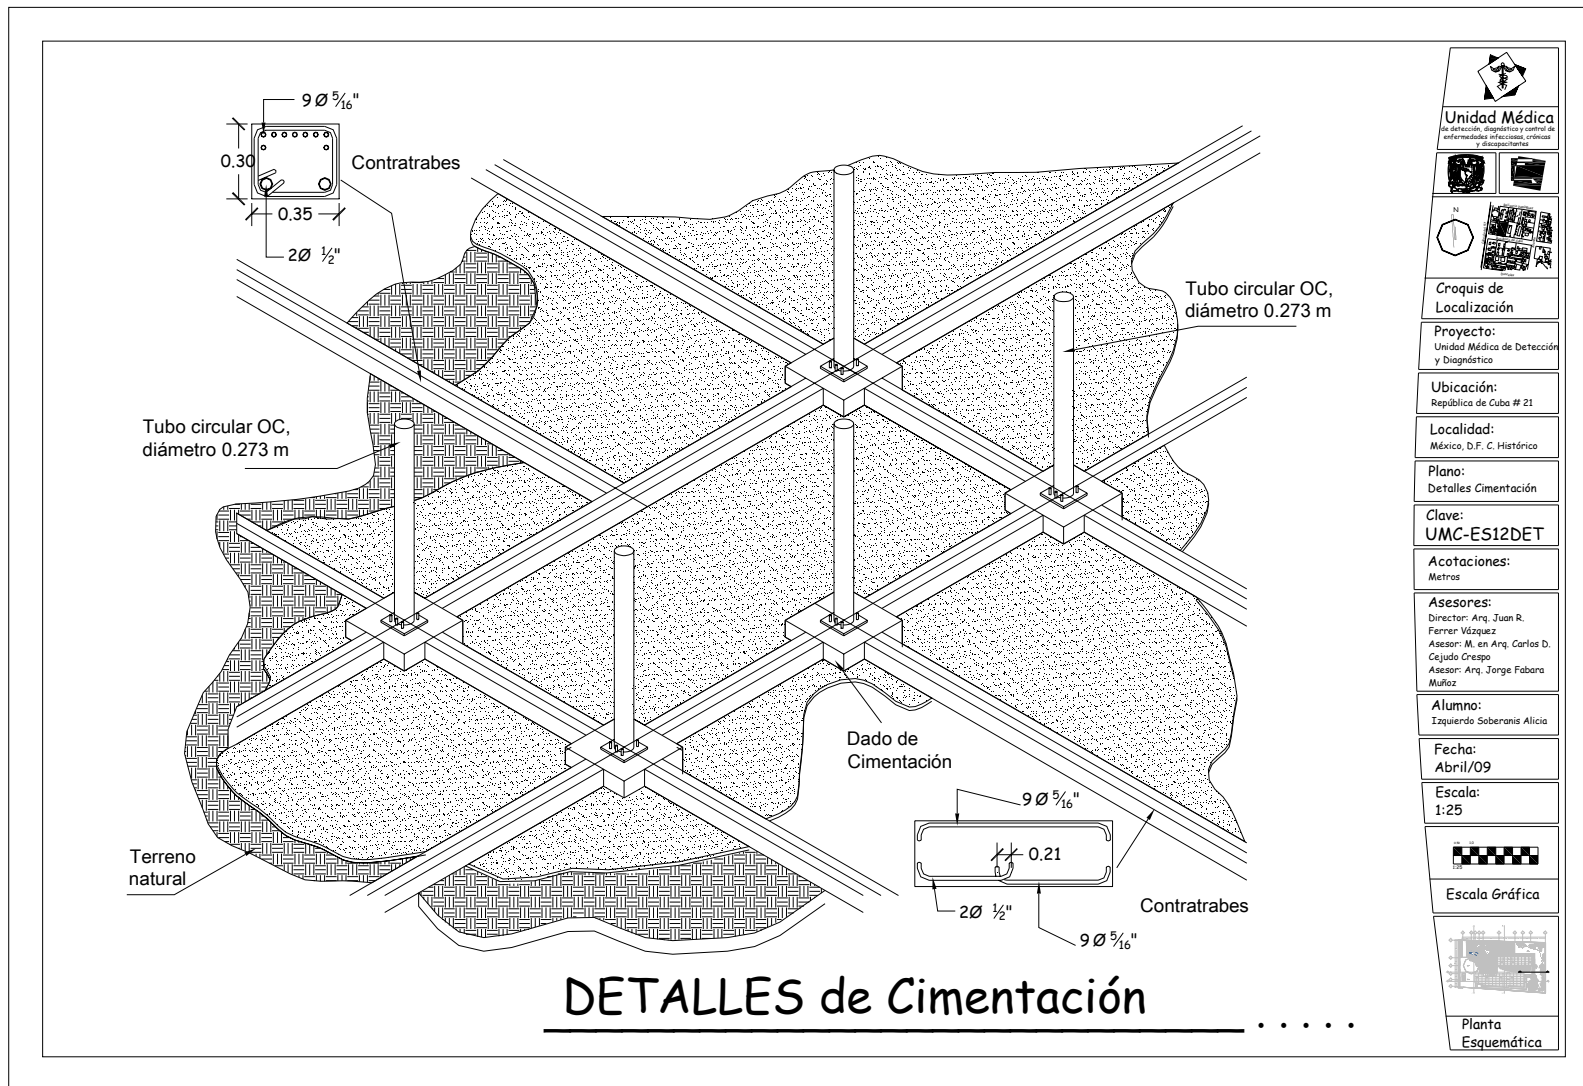 9 Ø 5/16"
0.30
Contratrabes
0.35
2Ø 1/2"
Tubo circular OC,
diámetro 0.273 m
Tubo circular OC,
diámetro 0.273 m
Dado de
Cimentación
9 Ø 5/16"
0.21
2Ø 1/2"
9 Ø 5/16"
Contratrabes
Terreno
natural
DETALLES de Cimentación . . . . .
Unidad Médica
de detección, diagnóstico y control de
enfermedades infecciosas, crónicas
y discapacitantes
N
Croquis de
Localización
Proyecto:
Unidad Médica de Detección
y Diagnóstico
Ubicación:
República de Cuba # 21
Localidad:
México, D.F. C. Histórico
Plano:
Detalles Cimentación
Clave:
UMC-ES12DET
Acotaciones:
Metros
Asesores:
Director: Arq. Juan R.
Ferrer Vázquez
Asesor: M. en Arq. Carlos D.
Cejudo Crespo
Asesor: Arq. Jorge Fabara
Muñoz
Alumno:
Izquierdo Soberanis Alicia
Fecha:
Abril/09
Escala:
1:25
1:25
Escala Gráfica
Planta
Esquemática